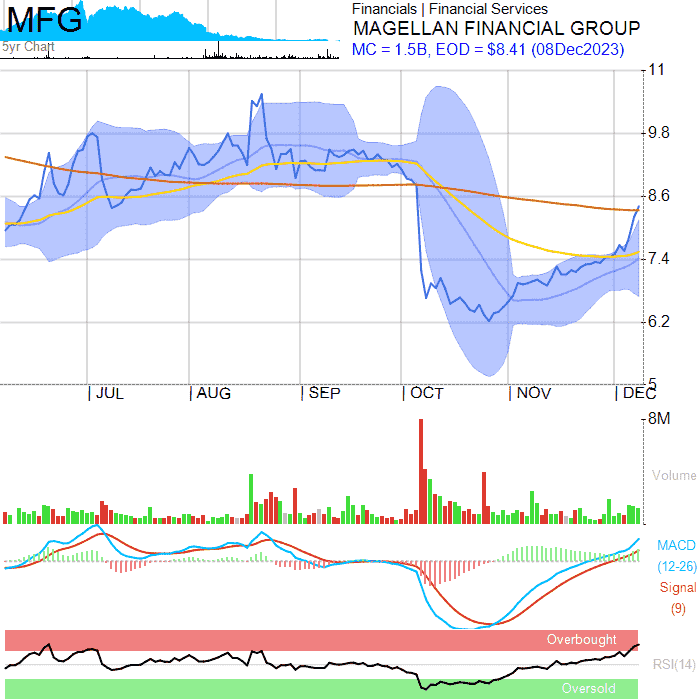 MFG
Financials | Financial Services
MAGELLAN FINANCIAL GROUP
5yr Chart
MC = 1.5B, EOD = $8.41 (08Dec2023)
11
9.8
8.6
7.4
6.2
5
JUL AUG SEP OCT NOV DEC
8M
Volume
MACD
(12-26)
Signal
(9)
Overbought
RSI(14)
Oversold